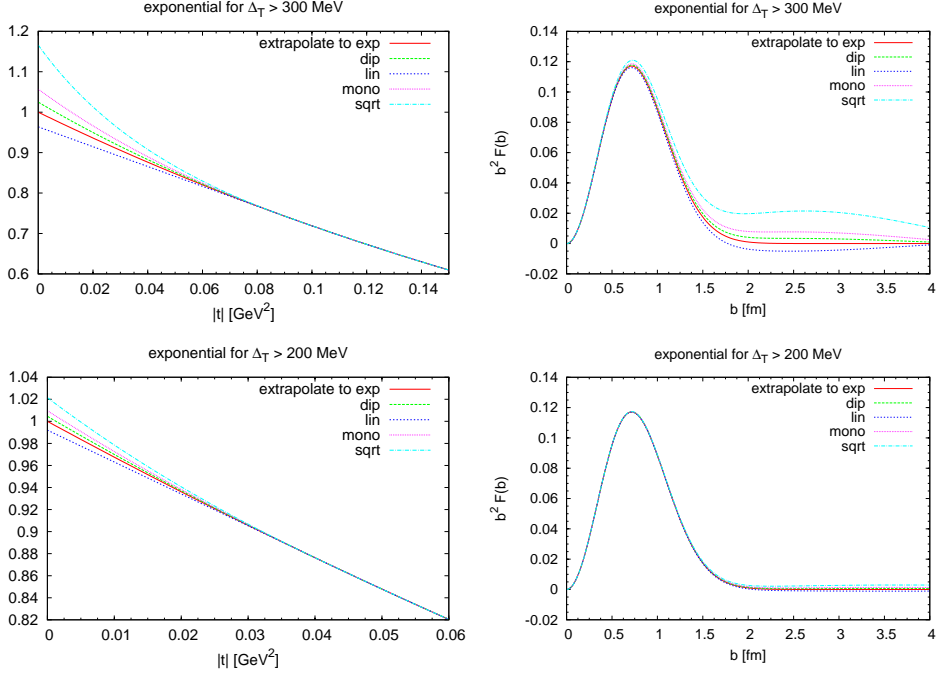 exponential for Δ_T > 300 MeV
1.2
1.1
1
0.9
0.8
0.7
0.6
extrapolate to exp
dip
lin
mono
sqrt
0 0.02 0.04 0.06 0.08 0.1 0.12 0.14
|t| [GeV^2]
exponential for Δ_T > 300 MeV
0.14
0.12
0.1
0.08
0.06
0.04
0.02
0
-0.02
b^2 F(b)
extrapolate to exp
dip
lin
mono
sqrt
0 0.5 1 1.5 2 2.5 3 3.5 4
b [fm]
exponential for Δ_T > 200 MeV
1.04
1.02
1
0.98
0.96
0.94
0.92
0.9
0.88
0.86
0.84
0.82
extrapolate to exp
dip
lin
mono
sqrt
0 0.01 0.02 0.03 0.04 0.05 0.06
|t| [GeV^2]
exponential for Δ_T > 200 MeV
0.14
0.12
0.1
0.08
0.06
0.04
0.02
0
-0.02
b^2 F(b)
extrapolate to exp
dip
lin
mono
sqrt
0 0.5 1 1.5 2 2.5 3 3.5 4
b [fm]